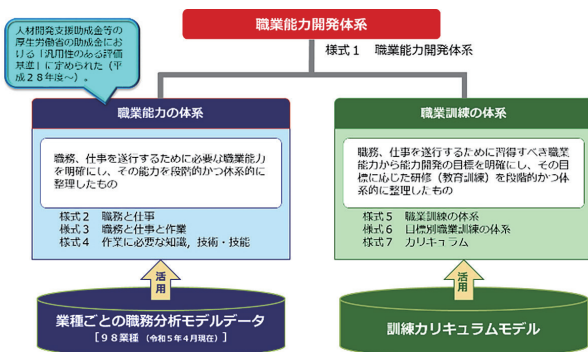 職業能力開発体系
様式1 職業能力開発体系
人材開発支援助成金等の
厚生労働省の助成金にお
ける「汎用性のある評価
基準」に定められた（平
成28年度～）。
職業能力の体系
職務、仕事を遂行するために必要な職業能力
を明確にし、その能力を段階的かつ体系的に
整理したもの
様式2 職務と仕事
様式3 職務と仕事と作業
様式4 作業に必要な知識，技術・技能
活用
業種ごとの職務分析モデルデータ
［98業種（令和5年4月現在）］
職業訓練の体系
職務、仕事を遂行するために習得すべき職業
能力から能力開発の目標を明確にし、その目
標に応じた研修（教育訓練）を段階的かつ体
系的に整理したもの
様式5 職業訓練の体系
様式6 目標別職業訓練の体系
様式7 カリキュラム
活用
訓練カリキュラムモデル